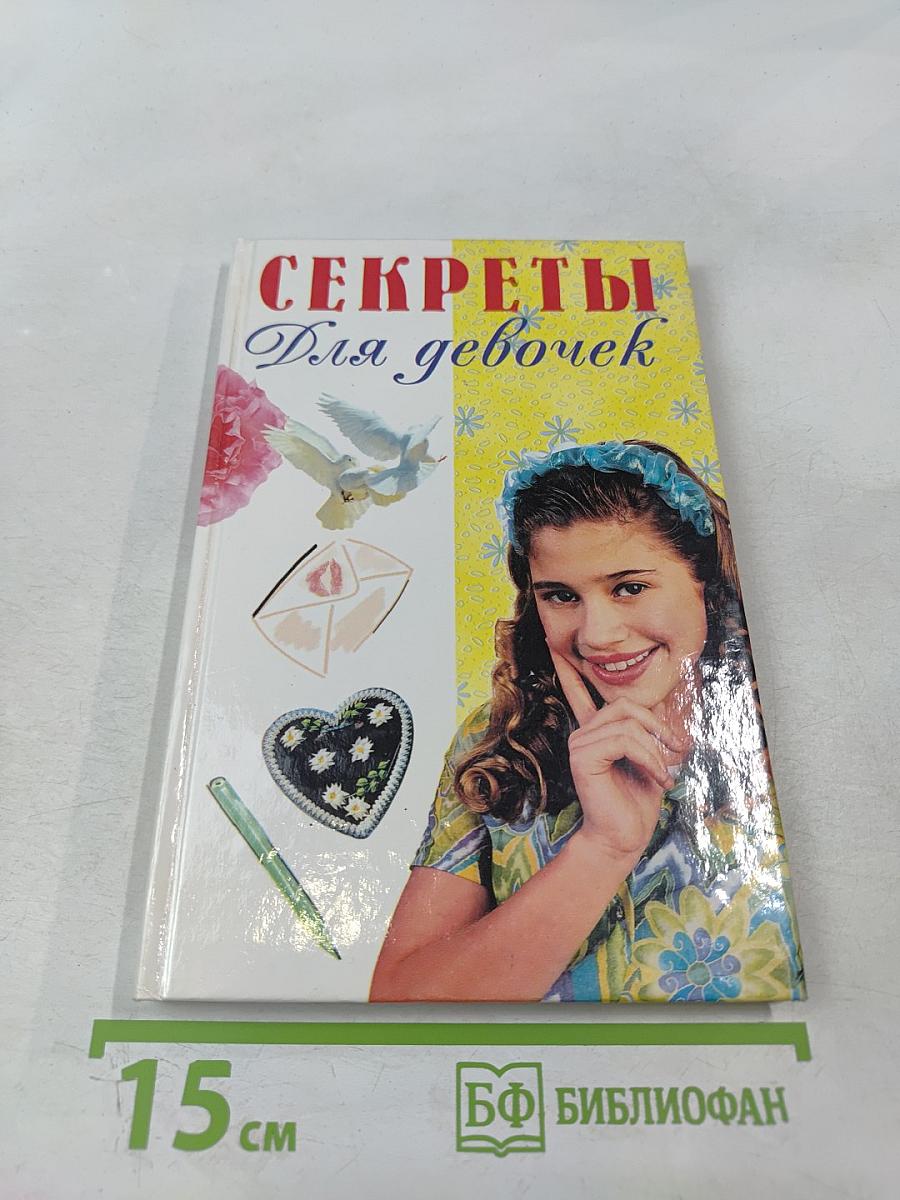 СЕКРЕТЫ
Для девочек
15 см
БФ БИБЛИОФАН